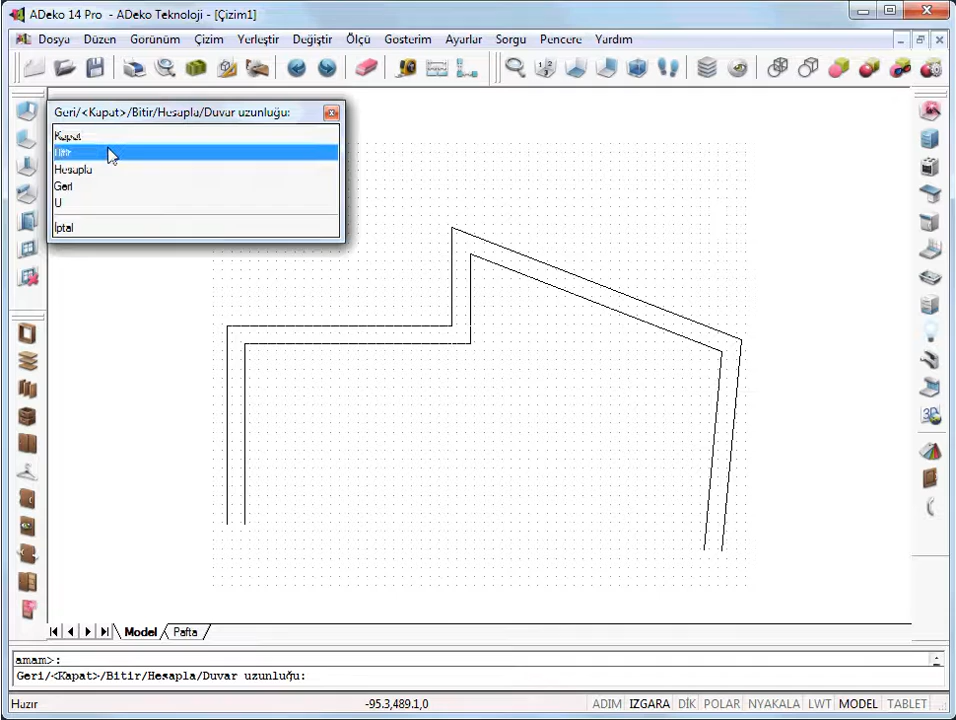 ADeko 14 Pro - ADeko Teknoloji - [Çizim1]
Dosya Düzen Görünüm Çizim Yerleştir Değiştir Ölçü Gosterim Ayarlar Sorgu Pencere Yardım
Geri/<Kapat>/Bitir/Hesapla/Duvar uzunluğu:
Kapat
Bitir
Hesapla
Geri
U
İptal
Model Pafta
amam>:
Geri/<Kapat>/Bitir/Hesapla/Duvar uzunluğu:
Hazır -95.3,489.1,0 ADIM IZGARA DİK POLAR NYAKALA LWT MODEL TABLET